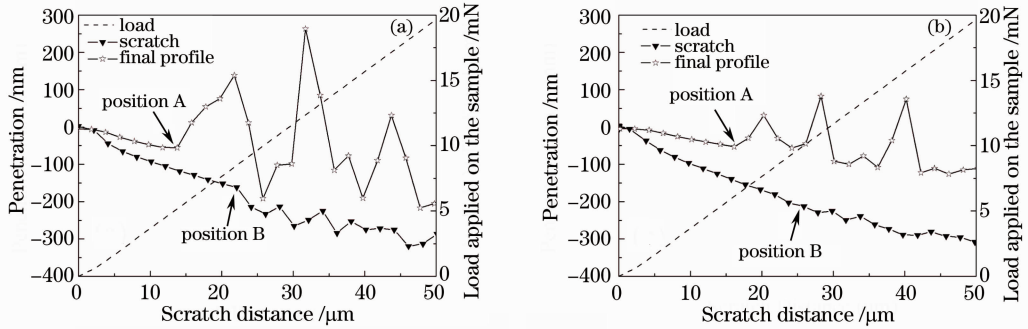 (a)
load
scratch
final profile
position A
position B
Penetration /nm
300
200
100
0
−100
−200
−300
−400
0
10
20
30
40
50
Scratch distance /μm
20
15
10
5
0
Load applied on the sample /mN
(b)
load
scratch
final profile
position A
position B
Penetration /nm
300
200
100
0
−100
−200
−300
−400
0
10
20
30
40
50
Scratch distance /μm
20
15
10
5
0
Load applied on the sample /mN